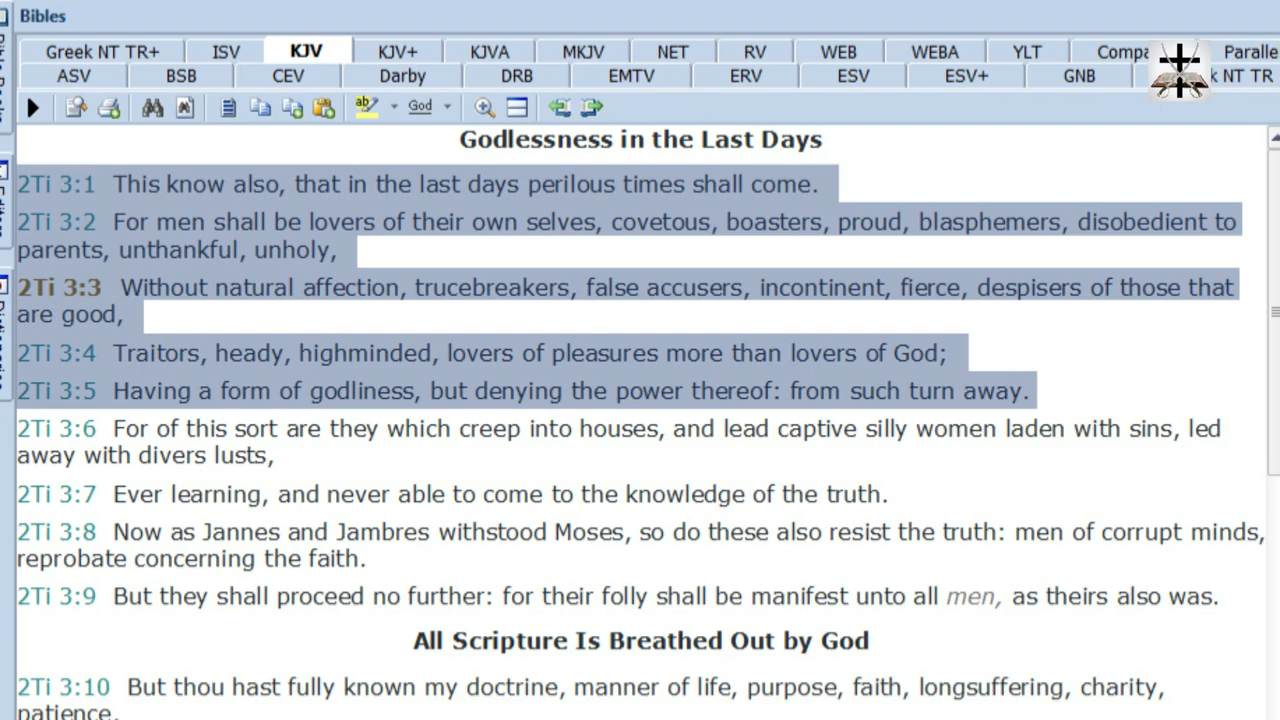 Bibles
Greek NT TR+ ISV KJV KJV+ KJVA MKJV NET RV WEB WEBA YLT Compa Paralle
ASV BSB CEV Darby DRB EMTV ERV ESV ESV+ GNB k NT TR
ab God
Godlessness in the Last Days
2Ti 3:1 This know also, that in the last days perilous times shall come.
2Ti 3:2 For men shall be lovers of their own selves, covetous, boasters, proud, blasphemers, disobedient to
parents, unthankful, unholy,
2Ti 3:3 Without natural affection, trucebreakers, false accusers, incontinent, fierce, despisers of those that
are good,
2Ti 3:4 Traitors, heady, highminded, lovers of pleasures more than lovers of God;
2Ti 3:5 Having a form of godliness, but denying the power thereof: from such turn away.
2Ti 3:6 For of this sort are they which creep into houses, and lead captive silly women laden with sins, led
away with divers lusts,
2Ti 3:7 Ever learning, and never able to come to the knowledge of the truth.
2Ti 3:8 Now as Jannes and Jambres withstood Moses, so do these also resist the truth: men of corrupt minds,
reprobate concerning the faith.
2Ti 3:9 But they shall proceed no further: for their folly shall be manifest unto all men, as theirs also was.
All Scripture Is Breathed Out by God
2Ti 3:10 But thou hast fully known my doctrine, manner of life, purpose, faith, longsuffering, charity,
patience,